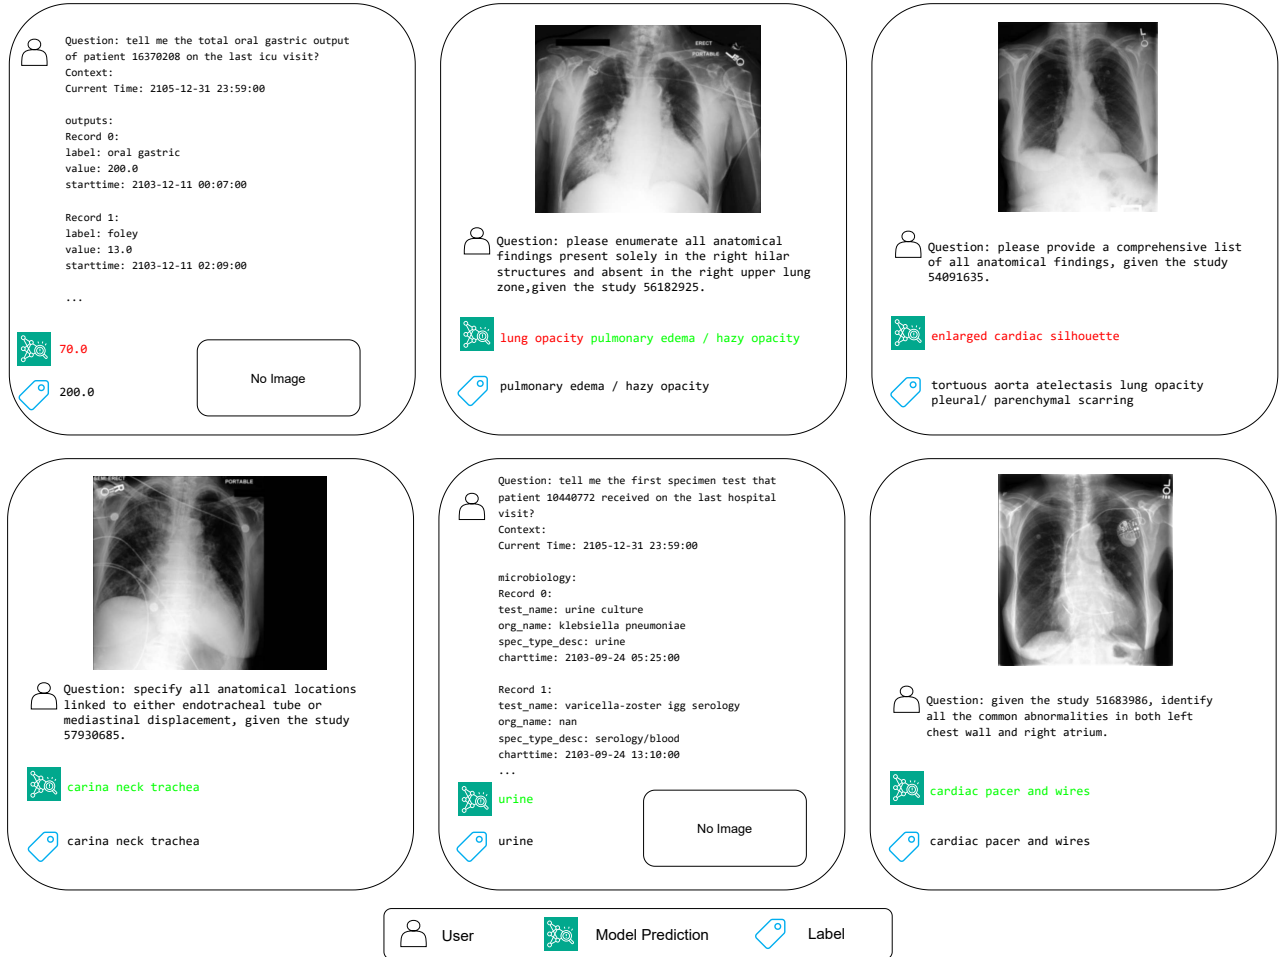 Question: tell me the total oral gastric output
of patient 16370208 on the last icu visit?
Context:
Current Time: 2105-12-31 23:59:00
outputs:
Record 0:
label: oral gastric
value: 200.0
starttime: 2103-12-11 00:07:00
Record 1:
label: foley
value: 13.0
starttime: 2103-12-11 02:09:00
...
70.0
200.0
No Image
ERECT
PORTABLE
Question: please enumerate all anatomical
findings present solely in the right hilar
structures and absent in the right upper lung
zone,given the study 56182925.
lung opacity pulmonary edema / hazy opacity
pulmonary edema / hazy opacity
Question: please provide a comprehensive list
of all anatomical findings, given the study
54091635.
enlarged cardiac silhouette
tortuous aorta atelectasis lung opacity
pleural/ parenchymal scarring
SEMI-ERECT
PORTABLE
Question: specify all anatomical locations
linked to either endotracheal tube or
mediastinal displacement, given the study
57930685.
carina neck trachea
carina neck trachea
Question: tell me the first specimen test that
patient 10440772 received on the last hospital
visit?
Context:
Current Time: 2105-12-31 23:59:00
microbiology:
Record 0:
test_name: urine culture
org_name: klebsiella pneumoniae
spec_type_desc: urine
charttime: 2103-09-24 05:25:00
Record 1:
test_name: varicella-zoster igg serology
org_name: nan
spec_type_desc: serology/blood
charttime: 2103-09-24 13:10:00
...
urine
urine
No Image
Question: given the study 51683986, identify
all the common abnormalities in both left
chest wall and right atrium.
cardiac pacer and wires
cardiac pacer and wires
User
Model Prediction
Label